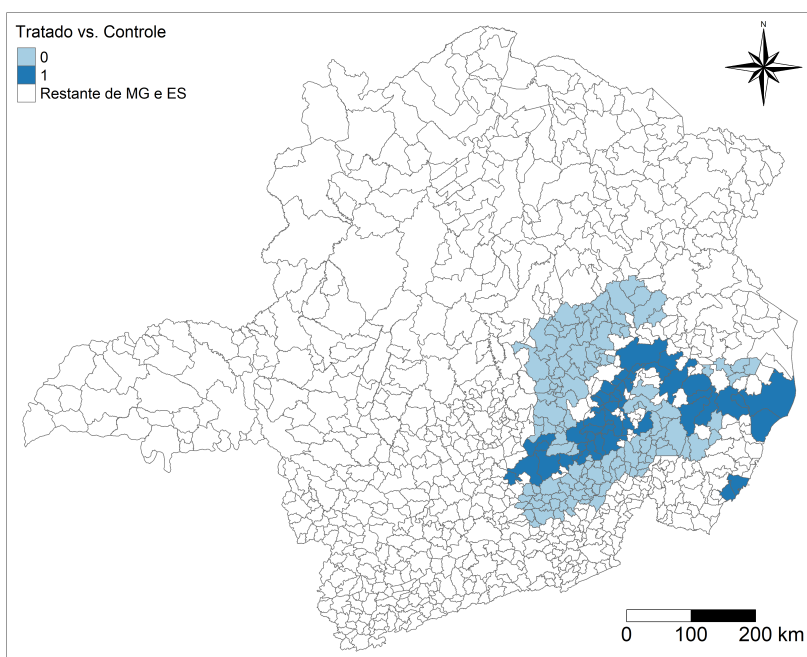 Tratado vs. Controle
0
1
Restante de MG e ES
N
0 100 200 km